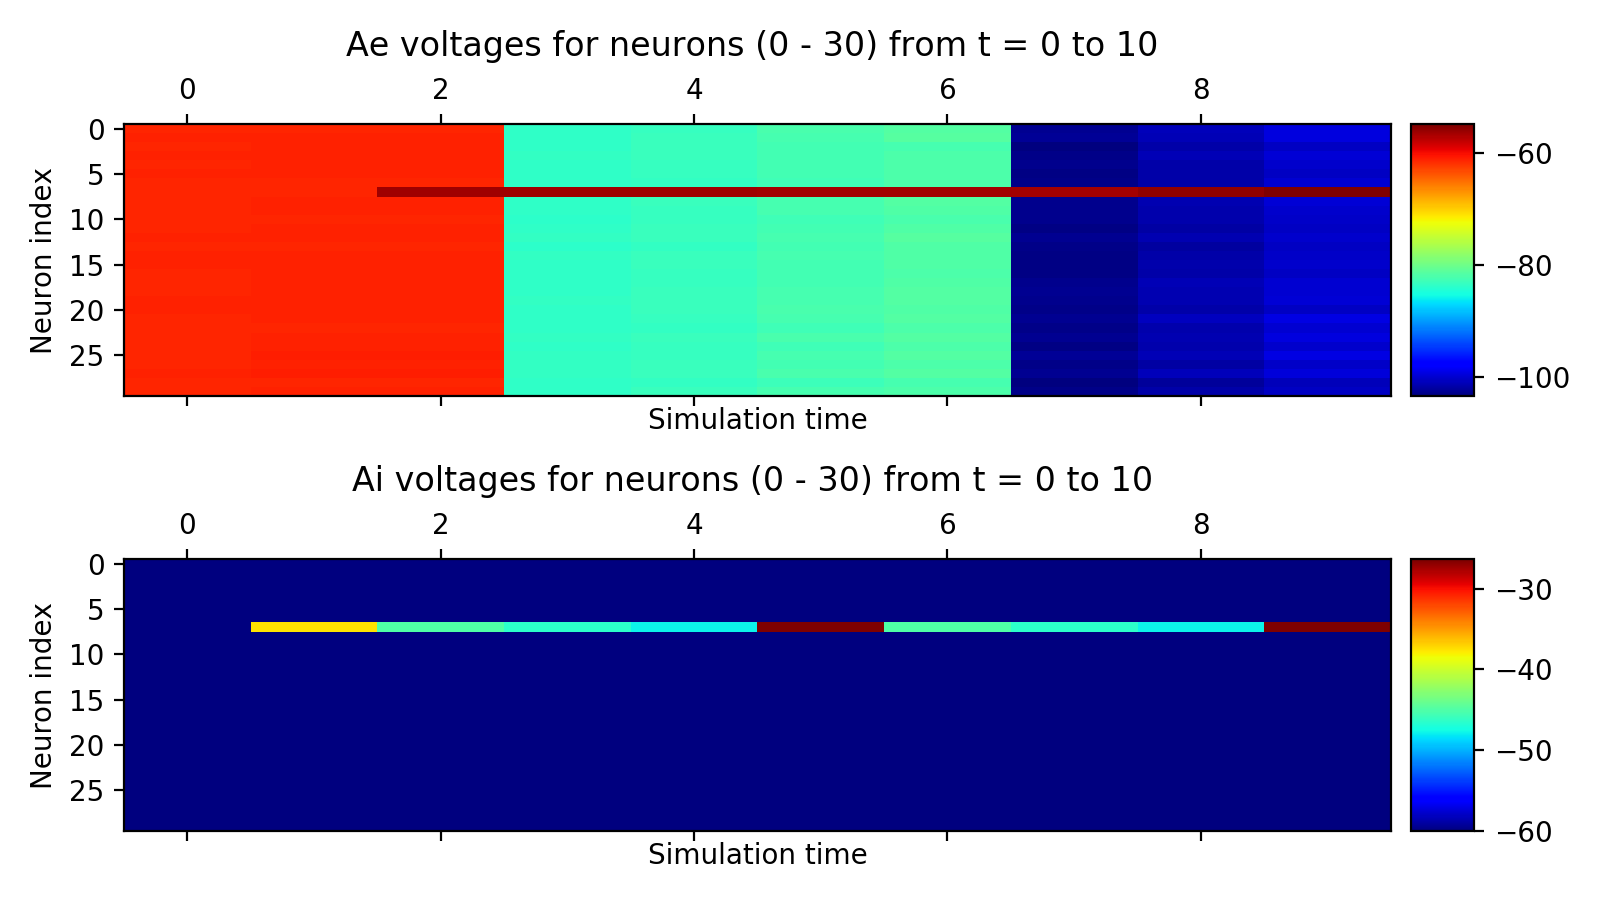 Ae voltages for neurons (0 - 30) from t = 0 to 10
0 2 4 6 8
Neuron index
0
5
10
15
20
25
−60
−80
−100
Simulation time
Ai voltages for neurons (0 - 30) from t = 0 to 10
0 2 4 6 8
Neuron index
0
5
10
15
20
25
−30
−40
−50
−60
Simulation time